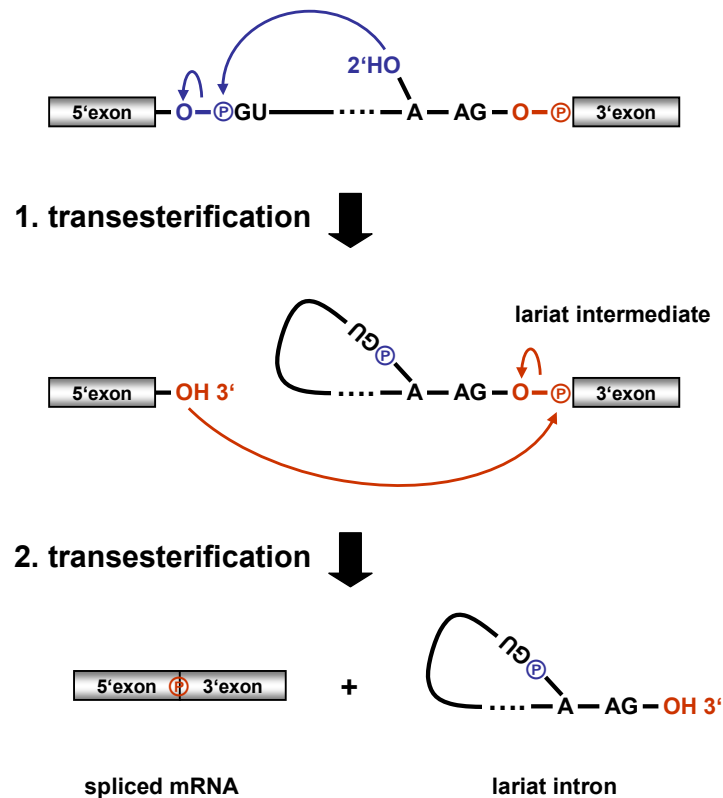 2‘HO
5‘exon O P GU .... A AG O P 3‘exon
1. transesterification
lariat intermediate
GU P
5‘exon OH 3‘ .... A AG O P 3‘exon
2. transesterification
GU P
5‘exon P 3‘exon + .... A AG OH 3‘
spliced mRNA lariat intron